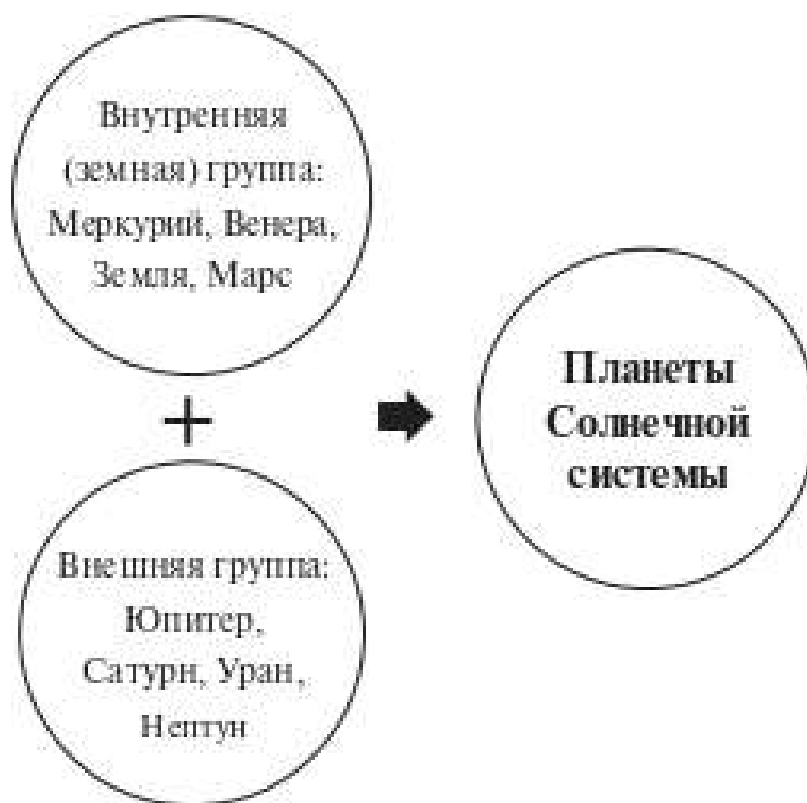 Внутренняя
(земная) группа:
Меркурий, Венера,
Земля, Марс
+
Внешняя группа:
Юпитер,
Сатурн, Уран,
Нептун
Планеты
Солнечной
системы